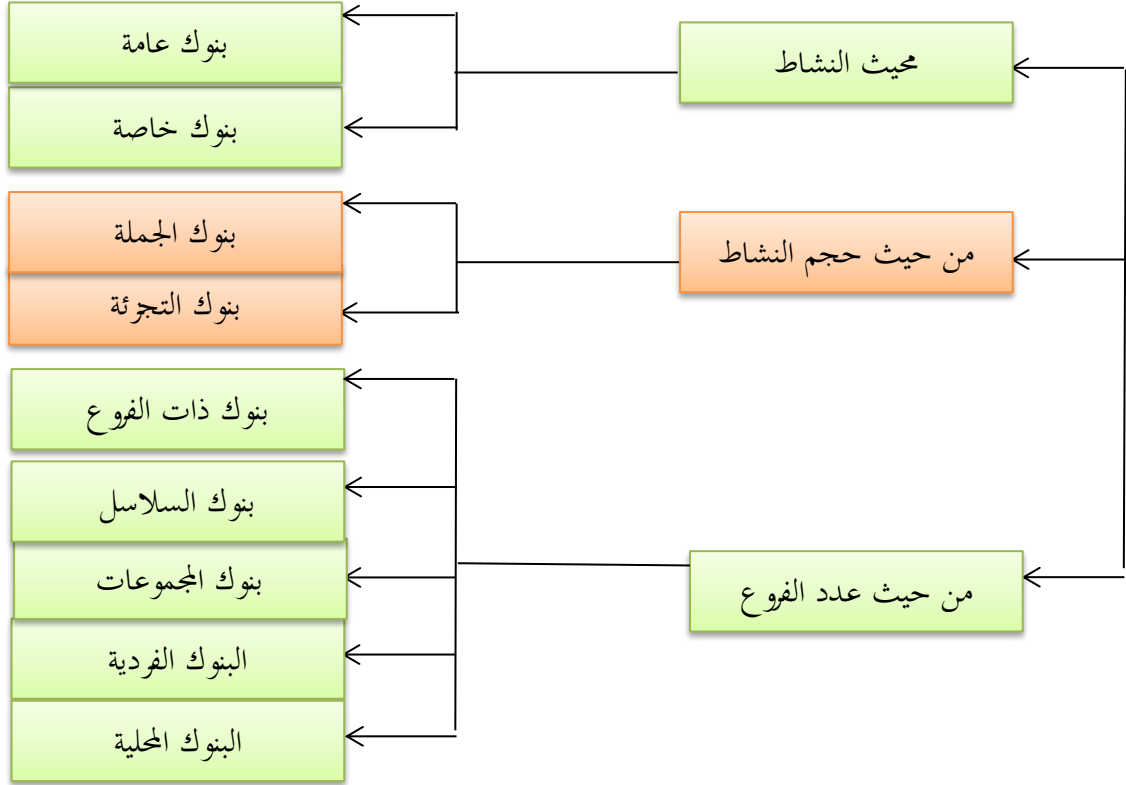 محيث النشاط
بنوك عامة
بنوك خاصة
من حيث حجم النشاط
بنوك الجملة
بنوك التجزئة
من حيث عدد الفروع
بنوك ذات الفروع
بنوك السلاسل
بنوك المجموعات
البنوك الفردية
البنوك المحلية